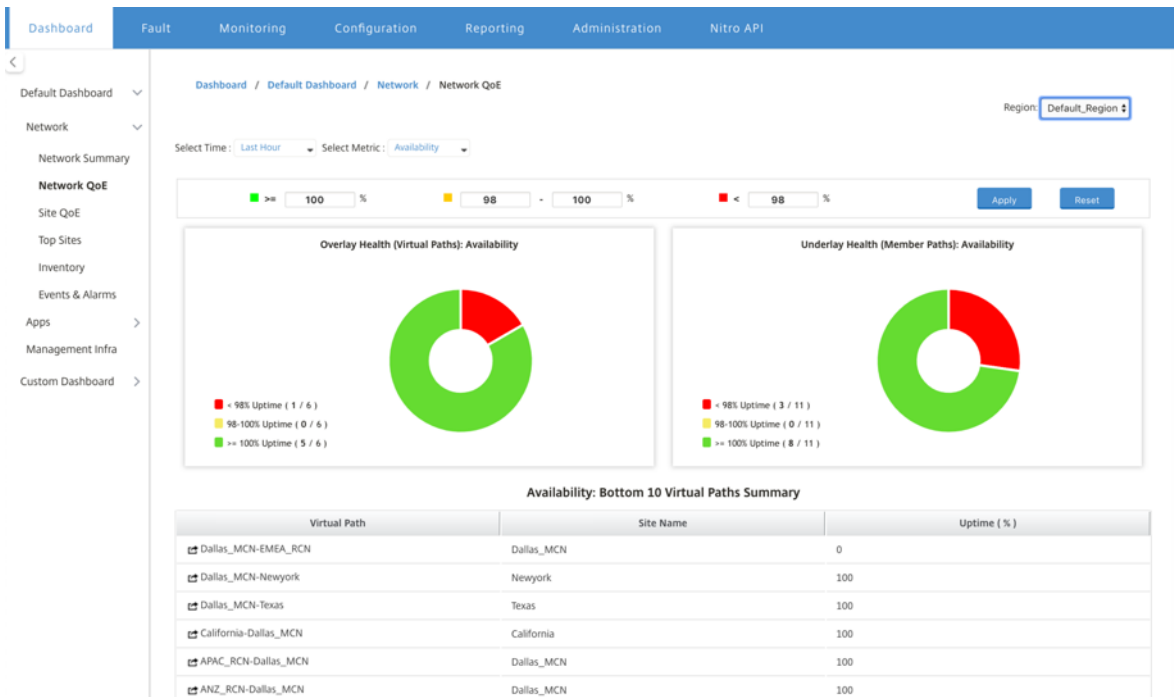 Dashboard Fault Monitoring Configuration Reporting Administration Nitro API
Dashboard / Default Dashboard / Network / Network QoE
Default Dashboard
Network
Network Summary
Network QoE
Site QoE
Top Sites
Inventory
Events & Alarms
Apps
Management Infra
Custom Dashboard
Region: Default_Region
Select Time : Last Hour Select Metric : Availability
>= 100 % 98 - 100 % < 98 % Apply Reset
Overlay Health (Virtual Paths): Availability
< 98% Uptime ( 1 / 6 )
98-100% Uptime ( 0 / 6 )
>= 100% Uptime ( 5 / 6 )
Underlay Health (Member Paths): Availability
< 98% Uptime ( 3 / 11 )
98-100% Uptime ( 0 / 11 )
>= 100% Uptime ( 8 / 11 )
Availability: Bottom 10 Virtual Paths Summary
Virtual Path Site Name Uptime ( % )
Dallas_MCN-EMEA_RCN Dallas_MCN 0
Dallas_MCN-Newyork Newyork 100
Dallas_MCN-Texas Texas 100
California-Dallas_MCN California 100
APAC_RCN-Dallas_MCN Dallas_MCN 100
ANZ_RCN-Dallas_MCN Dallas_MCN 100